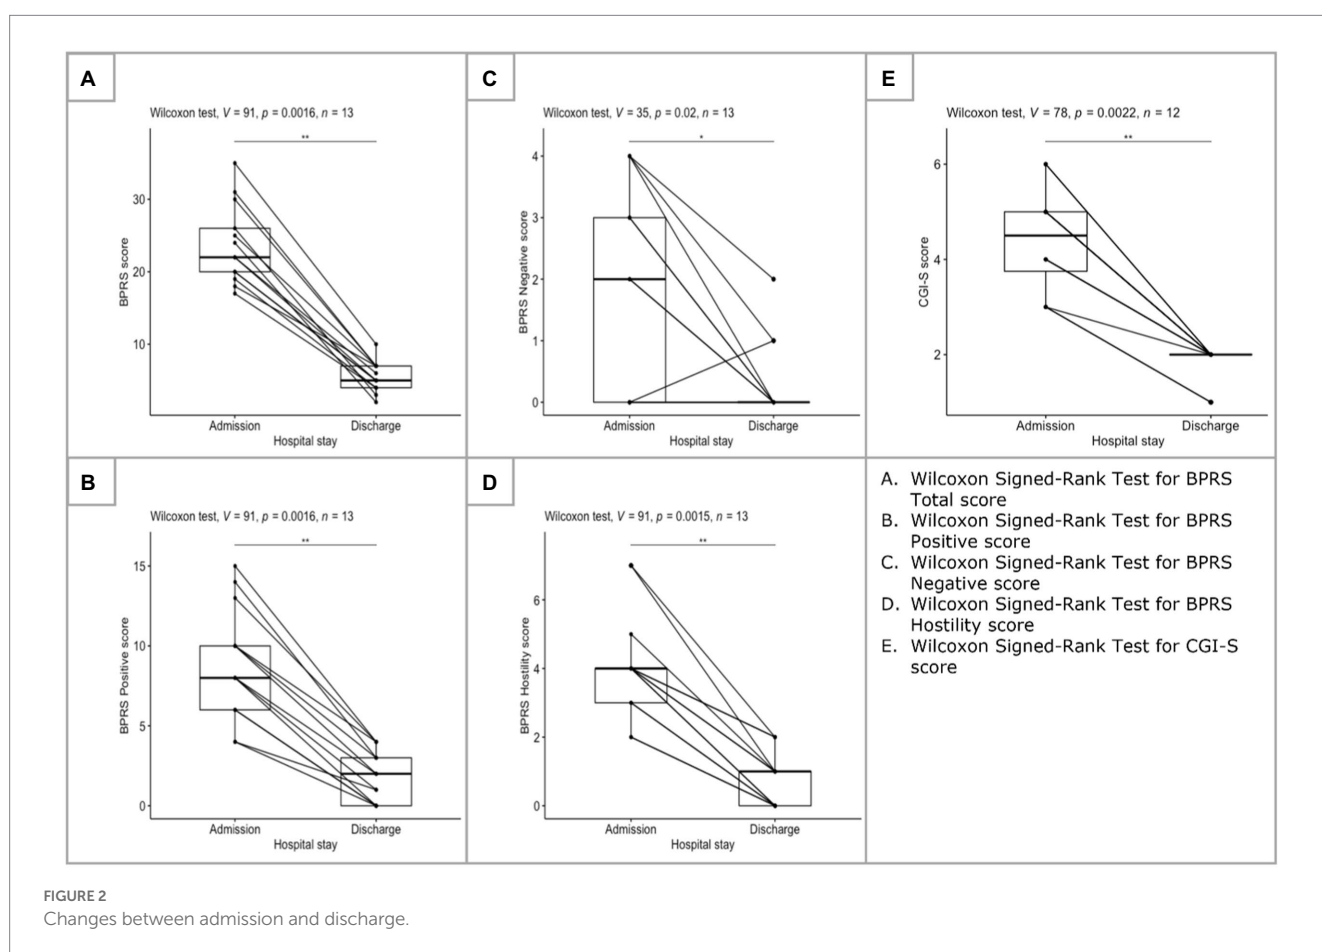 A
Wilcoxon test, V = 91, p = 0.0016, n = 13
**
BPRS score
30
20
10
Admission
Discharge
Hospital stay
C
Wilcoxon test, V = 35, p = 0.02, n = 13
*
BPRS Negative score
4
3
2
1
0
Admission
Discharge
Hospital stay
E
Wilcoxon test, V = 78, p = 0.0022, n = 12
**
CGI-S score
6
4
2
Admission
Discharge
Hospital stay
B
Wilcoxon test, V = 91, p = 0.0016, n = 13
**
BPRS Positive score
15
10
5
0
Admission
Discharge
Hospital stay
D
Wilcoxon test, V = 91, p = 0.0015, n = 13
**
BPRS Hostility score
6
4
2
0
Admission
Discharge
Hospital stay
A. Wilcoxon Signed-Rank Test for BPRS
Total score
B. Wilcoxon Signed-Rank Test for BPRS
Positive score
C. Wilcoxon Signed-Rank Test for BPRS
Negative score
D. Wilcoxon Signed-Rank Test for BPRS
Hostility score
E. Wilcoxon Signed-Rank Test for CGI-S
score
FIGURE 2
Changes between admission and discharge.